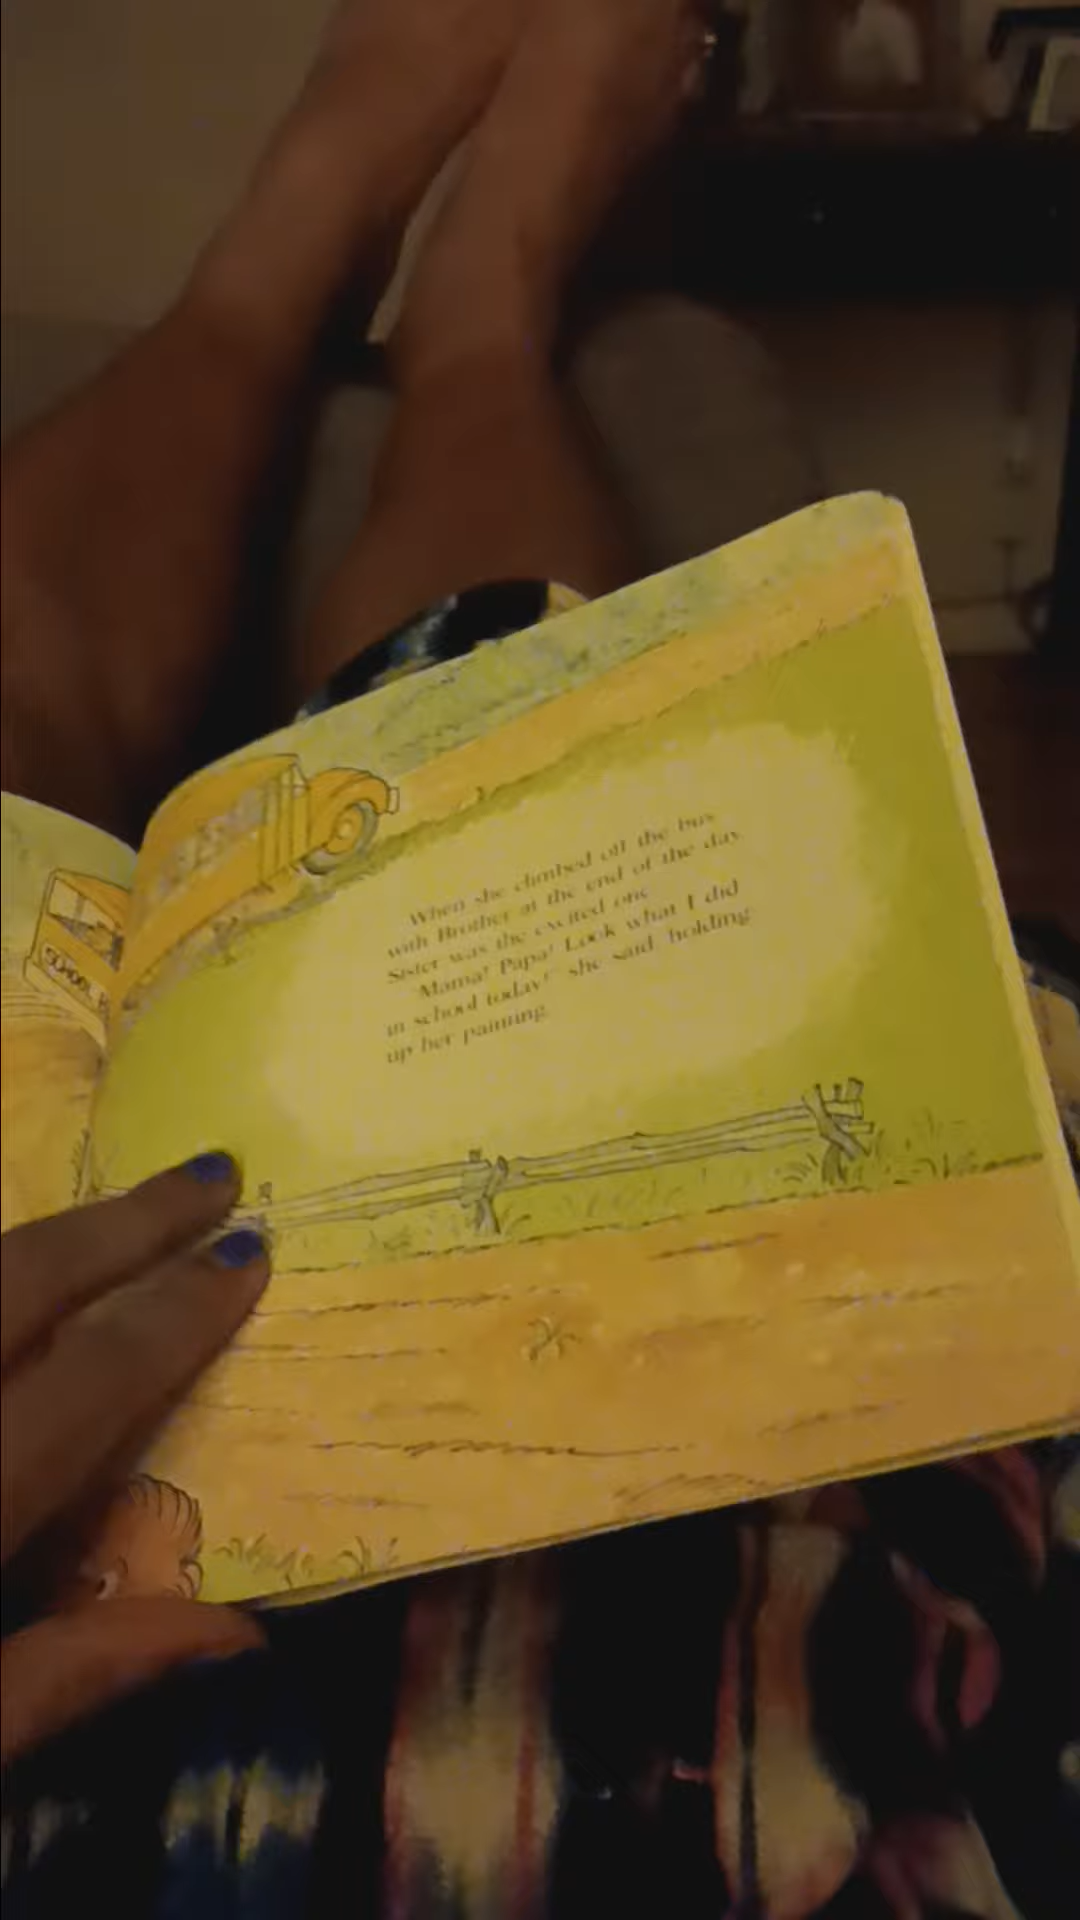 SCHOOL B
When she climbed off the bus
with Brother at the end of the day,
Sister was the excited one.
"Mama! Papa! Look what I did
in school today!" she said, holding
up her painting.